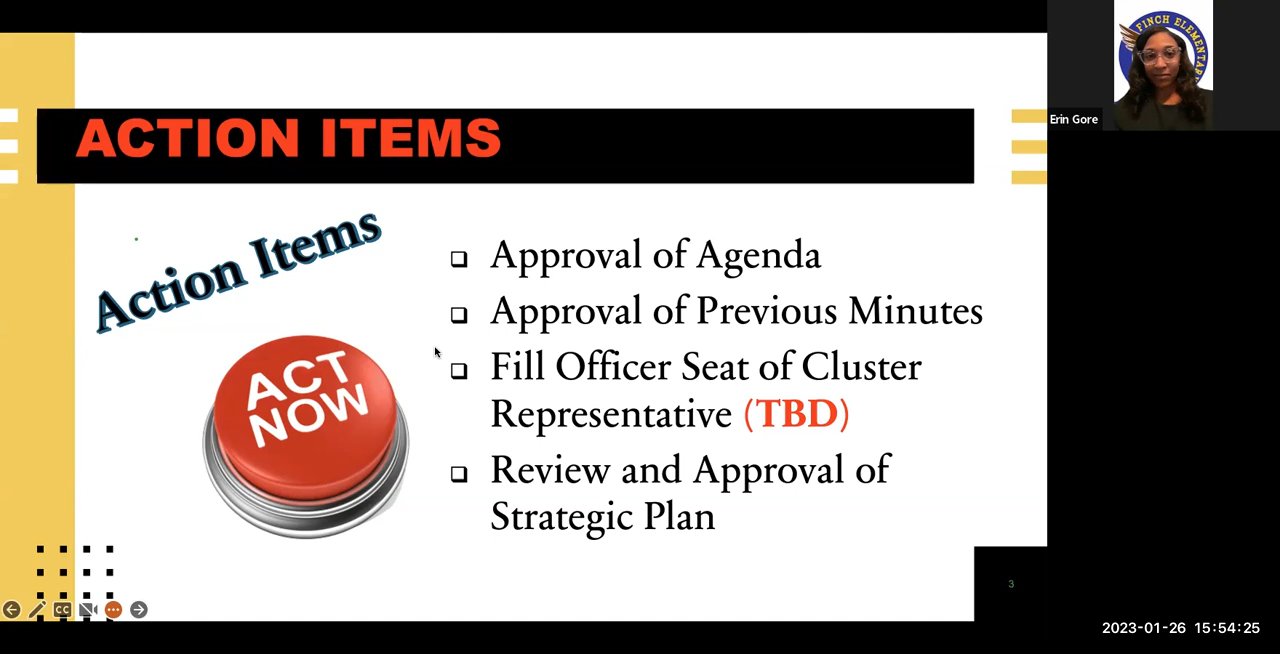 ACTION ITEMS
Action Items
ACT
NOW
Approval of Agenda
Approval of Previous Minutes
Fill Officer Seat of Cluster
Representative (TBD)
Review and Approval of
Strategic Plan
3
CC
FINCH ELEMENTARY
Erin Gore
2023-01-26 15:54:25